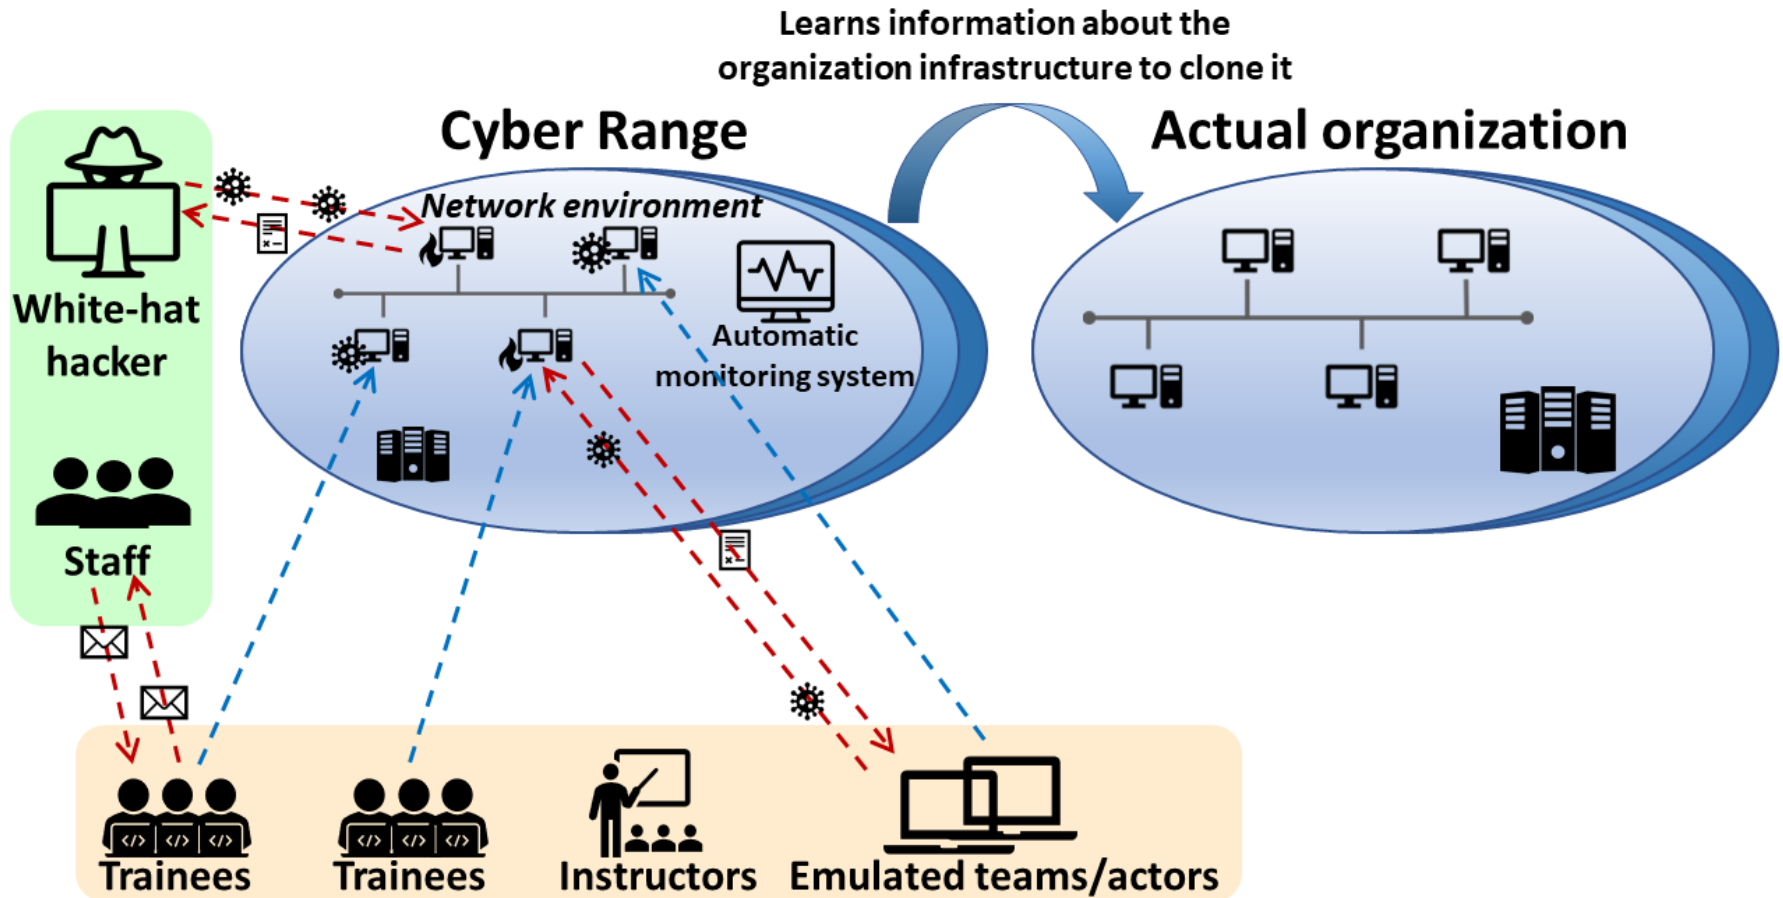 Learns information about the
organization infrastructure to clone it
Cyber Range
Actual organization
Network environment
White-hat
hacker
Automatic
monitoring system
Staff
Trainees
Trainees
Instructors
Emulated teams/actors